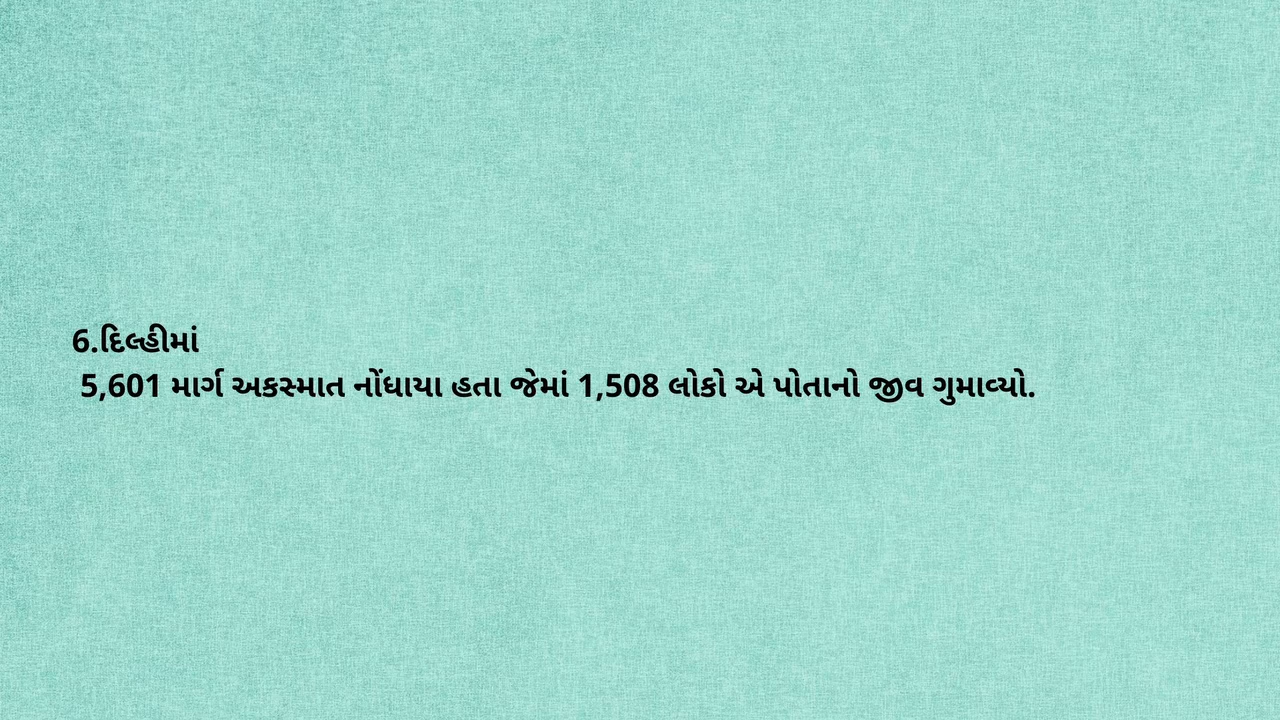 6.દિલ્હીમાં
5,601 માર્ગ અકસ્માત નોંધાયા હતા જેમાં 1,508 લોકો એ પોતાનો જીવ ગુમાવ્યો.